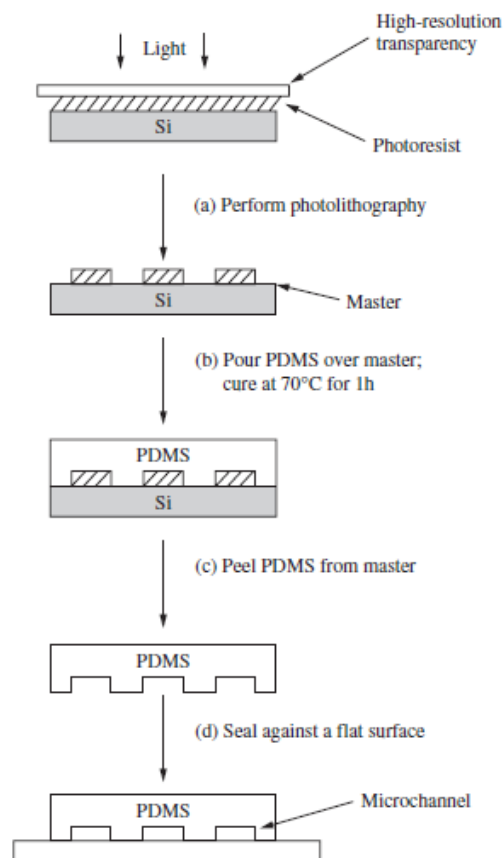 High-resolution
transparency
Light
Si
Photoresist
(a) Perform photolithography
Si
Master
(b) Pour PDMS over master;
cure at 70°C for 1h
PDMS
Si
(c) Peel PDMS from master
PDMS
(d) Seal against a flat surface
Microchannel
PDMS